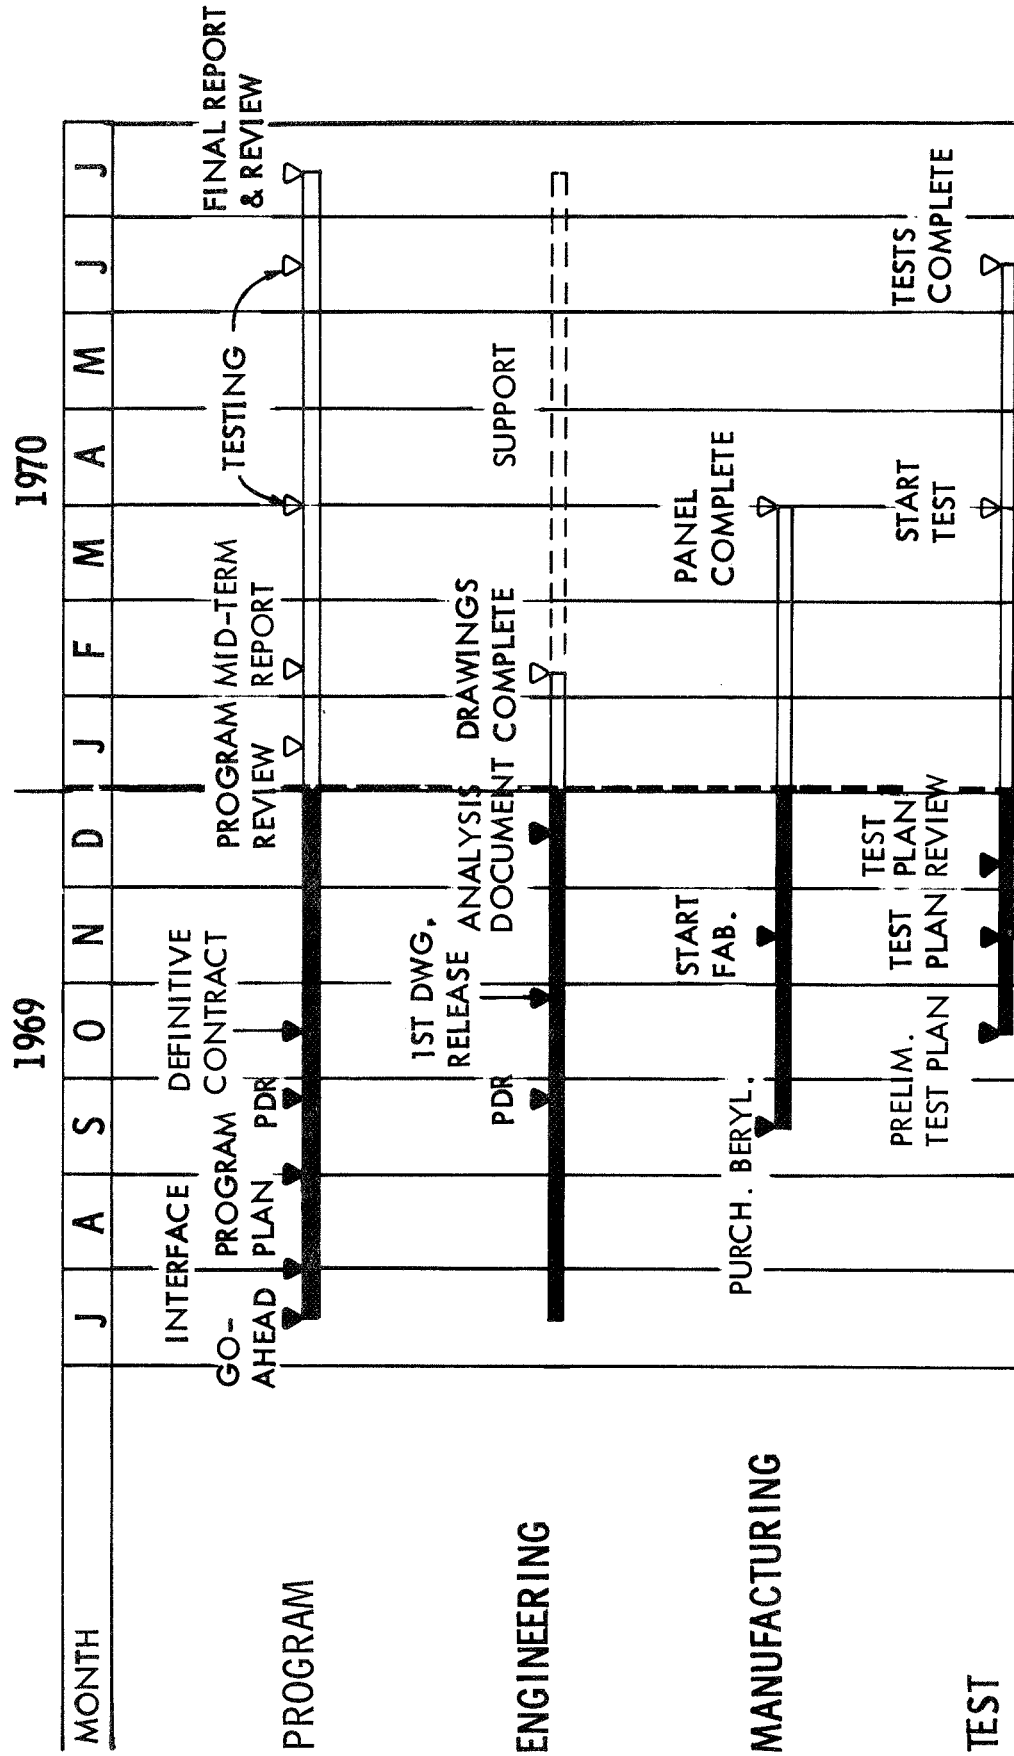 1969 1970
MONTH J A S O N D J F M A M J J
PROGRAM
INTERFACE
GO-
AHEAD
PROGRAM
PLAN
PDR
DEFINITIVE
CONTRACT
PROGRAM
REVIEW
MID-TERM
REPORT
TESTING
FINAL REPORT
& REVIEW
ENGINEERING
PDR
1ST DWG.
RELEASE
ANALYSIS
DOCUMENT
DRAWINGS
COMPLETE
SUPPORT
MANUFACTURING
PURCH. BERYL.
START
FAB.
PANEL
COMPLETE
TEST
PRELIM.
TEST PLAN
TEST
PLAN
TEST
PLAN
REVIEW
START
TEST
TESTS
COMPLETE